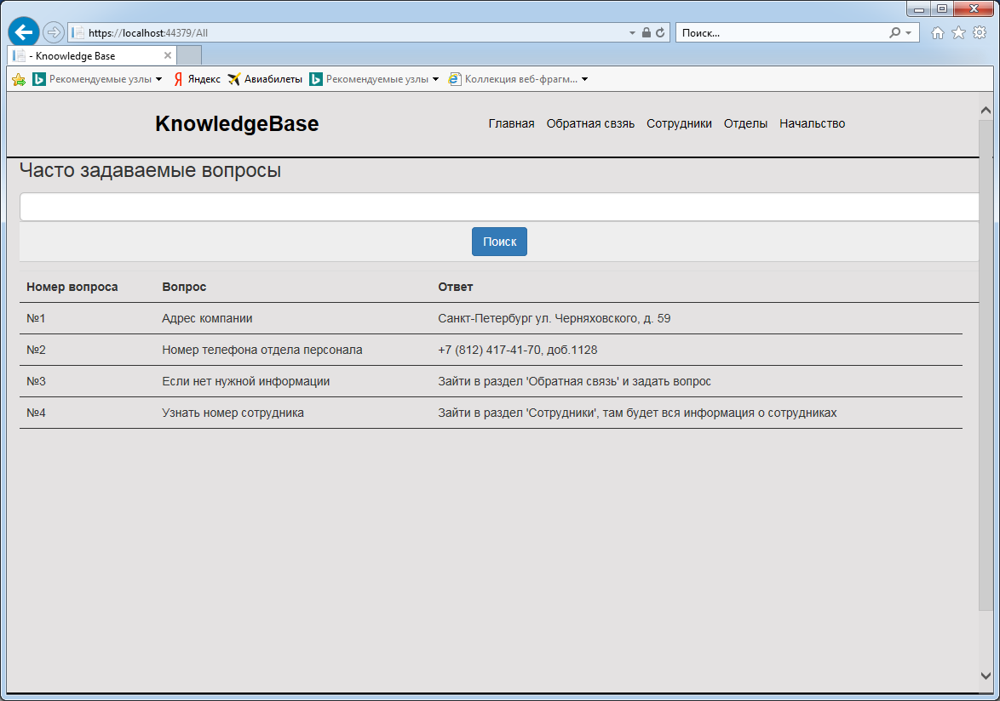 https://localhost:44379/All
Поиск...
- Knoowledge Base
Рекомендуемые узлы Яндекс Авиабилеты Рекомендуемые узлы Коллекция веб-фрагм...
KnowledgeBase
Главная Обратная свзяь Сотрудники Отделы Начальство
Часто задаваемые вопросы
Поиск
Номер вопроса Вопрос Ответ
№1 Адрес компании Санкт-Петербург ул. Черняховского, д. 59
№2 Номер телефона отдела персонала +7 (812) 417-41-70, доб.1128
№3 Если нет нужной информации Зайти в раздел 'Обратная связь' и задать вопрос
№4 Узнать номер сотрудника Зайти в раздел 'Сотрудники', там будет вся информация о сотрудниках